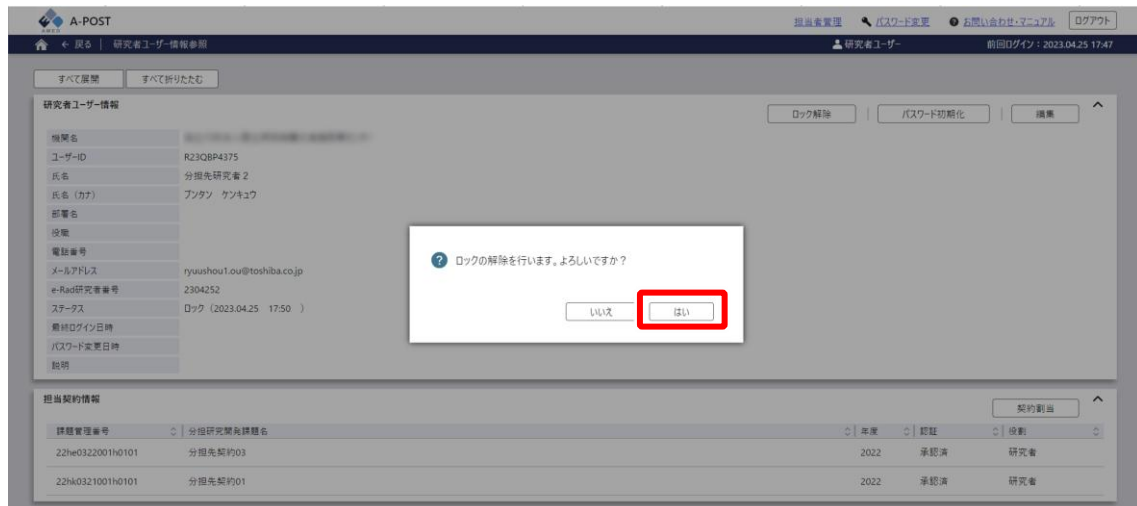 A-POST
AMED
担当者管理 パスワード変更 お問い合わせ・マニュアル ログアウト
← 戻る | 研究者ユーザー情報参照 研究者ユーザー 前回ログイン：2023.04.25 17:47
すべて展開 すべて折りたたむ
研究者ユーザー情報 ロック解除 | パスワード初期化 | 編集
機関名
ユーザーID R23QBP4375
氏名 分担先研究者２
氏名（カナ） ブンタン　ケンキュウ
部署名
役職
電話番号
メールアドレス ryuushou1.ou@toshiba.co.jp
e-Rad研究者番号 2304252
ステータス ロック（2023.04.25　17:50　）
最終ログイン日時
パスワード変更日時
説明
ロックの解除を行います。よろしいですか？
いいえ はい
担当契約情報 契約割当
課題管理番号 分担研究開発課題名 年度 認証 役割
22he0322001h0101 分担先契約03 2022 承認済 研究者
22hk0321001h0101 分担先契約01 2022 承認済 研究者